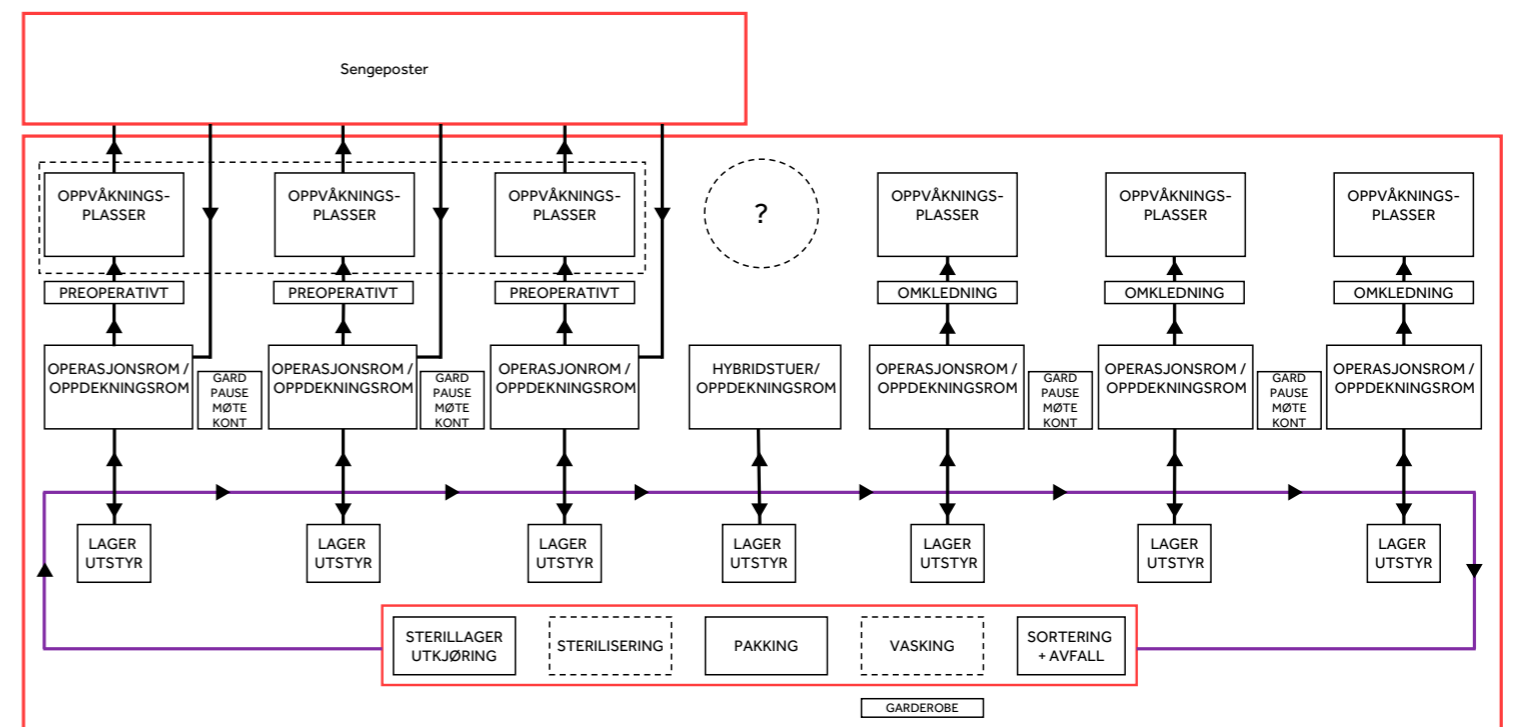 Sengeposter
OPPVÅKNINGS-
PLASSER
OPPVÅKNINGS-
PLASSER
OPPVÅKNINGS-
PLASSER
?
OPPVÅKNINGS-
PLASSER
OPPVÅKNINGS-
PLASSER
OPPVÅKNINGS-
PLASSER
PREOPERATIVT
PREOPERATIVT
PREOPERATIVT
OMKLEDNING
OMKLEDNING
OMKLEDNING
OPERASJONSROM /
OPPDEKNINGSROM
GARD
PAUSE
MØTE
KONT
OPERASJONSROM /
OPPDEKNINGSROM
GARD
PAUSE
MØTE
KONT
OPERASJONSROM /
OPPDEKNINGSROM
HYBRIDSTUER/
OPPDEKNINGSROM
OPERASJONSROM /
OPPDEKNINGSROM
GARD
PAUSE
MØTE
KONT
OPERASJONSROM /
OPPDEKNINGSROM
GARD
PAUSE
MØTE
KONT
OPERASJONSROM /
OPPDEKNINGSROM
LAGER
UTSTYR
LAGER
UTSTYR
LAGER
UTSTYR
LAGER
UTSTYR
LAGER
UTSTYR
LAGER
UTSTYR
LAGER
UTSTYR
STERILLAGER
UTKJØRING
STERILISERING
PAKKING
VASKING
SORTERING
+ AVFALL
GARDEROBE